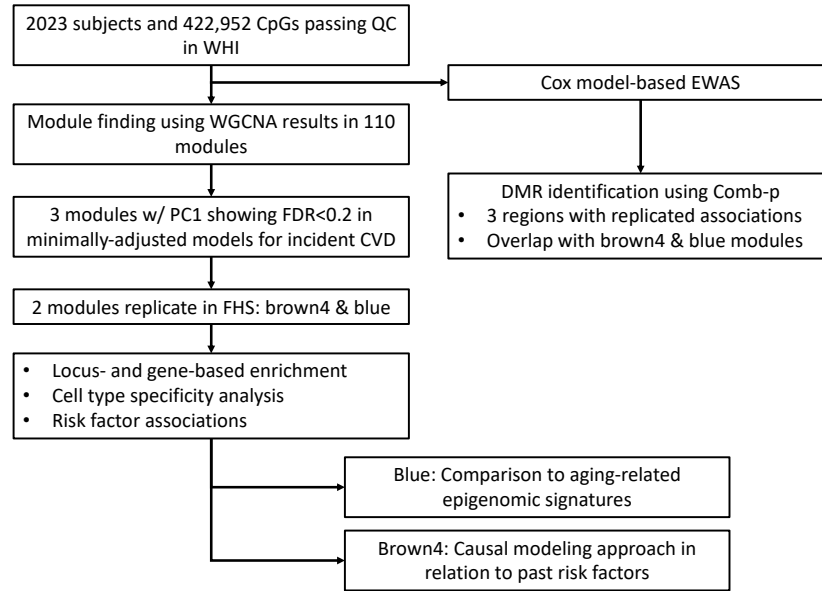 2023 subjects and 422,952 CpGs passing QC
in WHI
Cox model-based EWAS
Module finding using WGCNA results in 110
modules
DMR identification using Comb-p
• 3 regions with replicated associations
• Overlap with brown4 & blue modules
3 modules w/ PC1 showing FDR<0.2 in
minimally-adjusted models for incident CVD
2 modules replicate in FHS: brown4 & blue
• Locus- and gene-based enrichment
• Cell type specificity analysis
• Risk factor associations
Blue: Comparison to aging-related
epigenomic signatures
Brown4: Causal modeling approach in
relation to past risk factors